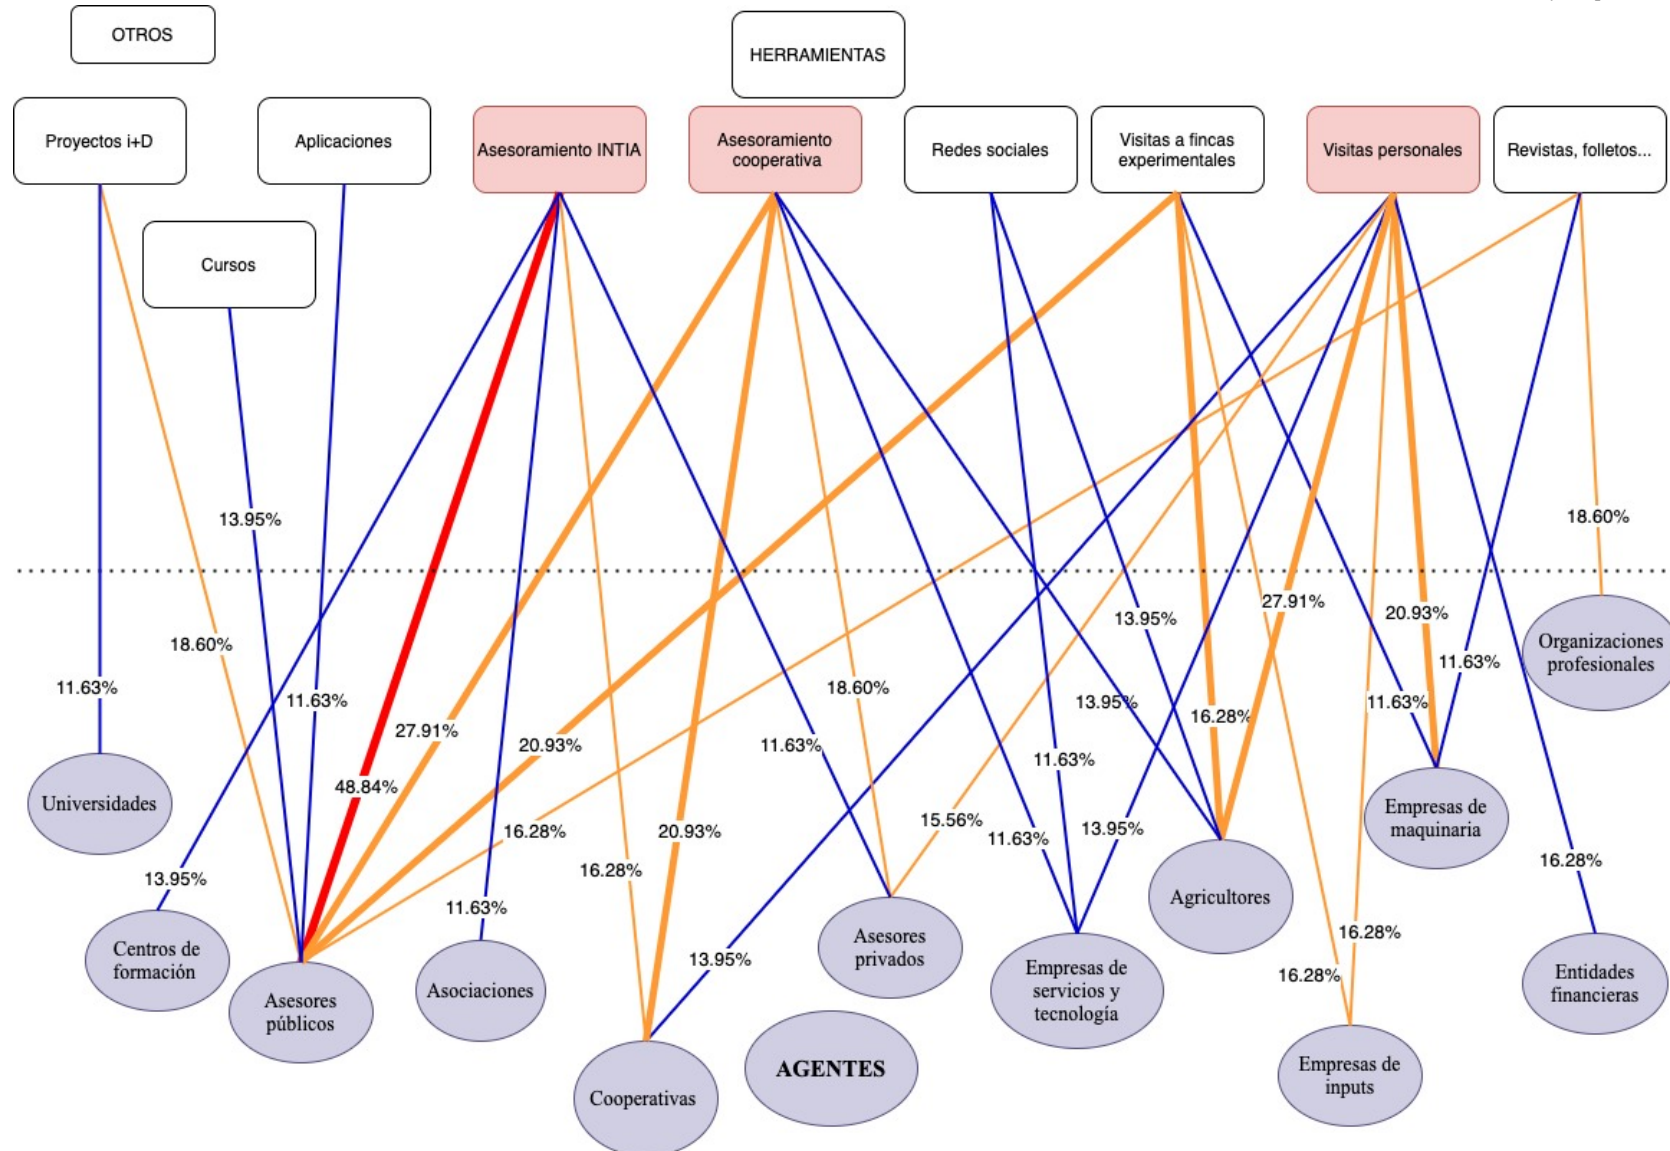 OTROS
HERRAMIENTAS
Proyectos i+D
Aplicaciones
Asesoramiento INTIA
Asesoramiento
cooperativa
Redes sociales
Visitas a fincas
experimentales
Visitas personales
Revistas, folletos...
Cursos
13.95%
18.60%
27.91%
13.95%
20.93%
18.60%
11.63%
11.63%
18.60%
11.63%
13.95%
11.63%
16.28%
27.91%
20.93%
11.63%
48.84%
16.28%
20.93%
11.63%
15.56%
11.63%
13.95%
16.28%
16.28%
13.95%
11.63%
16.28%
13.95%
16.28%
Organizaciones
profesionales
Universidades
Empresas de
maquinaria
Agricultores
Centros de
formación
Asesores
públicos
Asociaciones
Asesores
privados
Empresas de
servicios y
tecnología
Entidades
financieras
Cooperativas
AGENTES
Empresas de
inputs